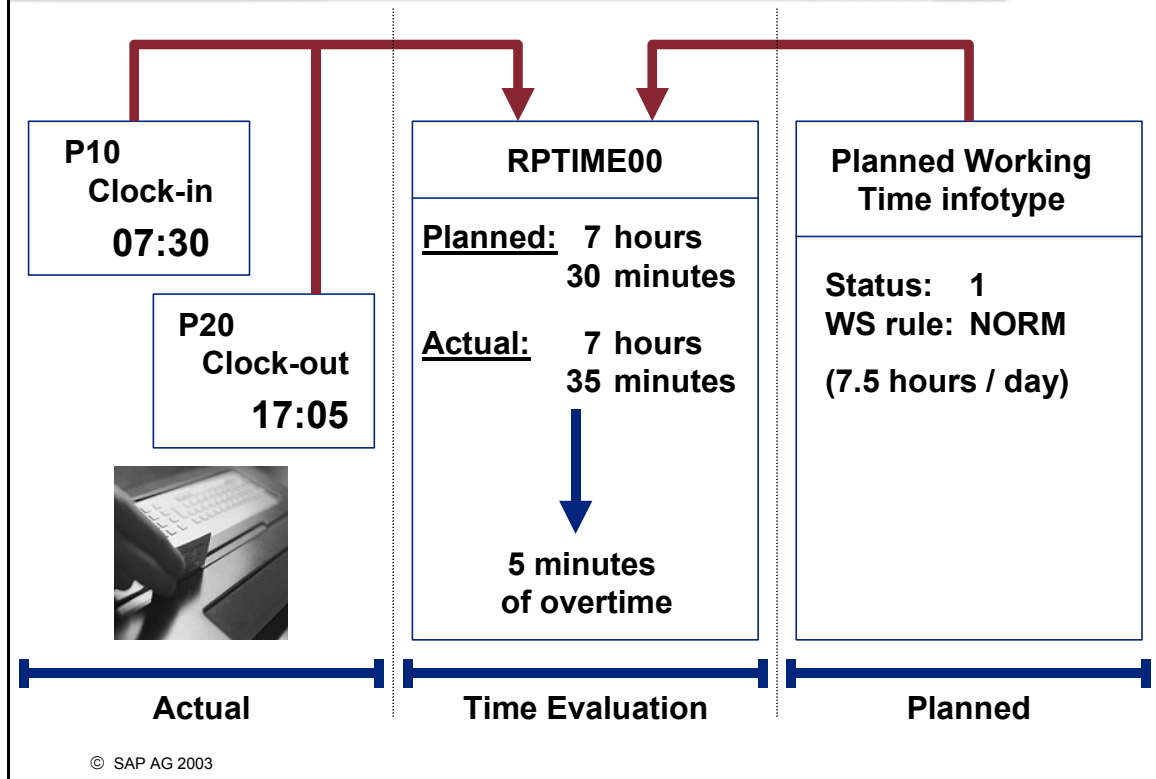 P10
Clock-in
07:30
P20
Clock-out
17:05
Actual
RPTIME00
Planned: 7 hours
30 minutes
Actual: 7 hours
35 minutes
5 minutes
of overtime
Time Evaluation
Planned Working
Time infotype
Status: 1
WS rule: NORM
(7.5 hours / day)
Planned
© SAP AG 2003